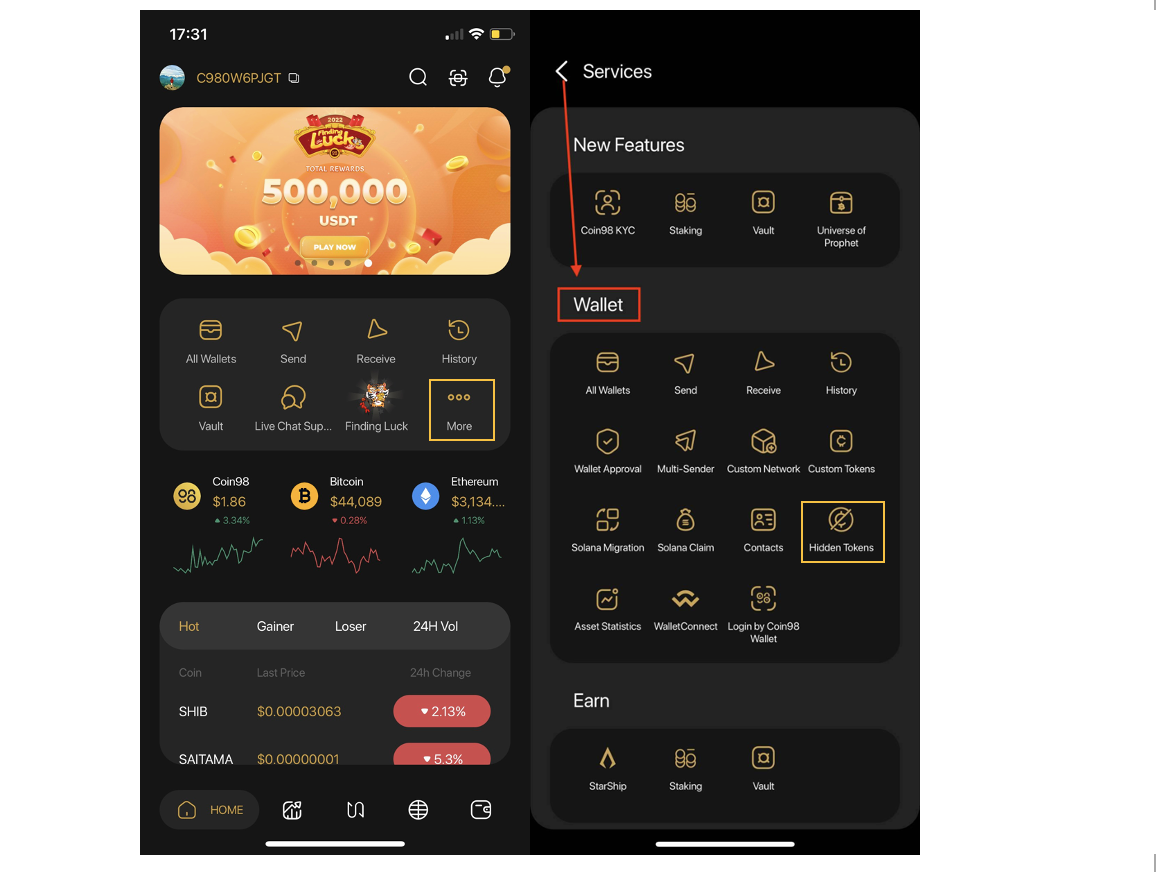 17:31
C980W6PJGT
2022
Finding
Luck
TOTAL REWARDS
500,000
USDT
PLAY NOW
All Wallets
Send
Receive
History
Vault
Live Chat Sup...
Finding Luck
More
Coin98
$1.86
3.34%
Bitcoin
$44,089
0.28%
Ethereum
$3,134....
1.13%
Hot
Gainer
Loser
24H Vol
Coin
Last Price
24h Change
SHIB
$0.00003063
2.13%
SAITAMA
$0.00000001
5.3%
HOME
Services
New Features
Coin98 KYC
Staking
Vault
Universe of
Prophet
Wallet
All Wallets
Send
Receive
History
Wallet Approval
Multi-Sender
Custom Network
Custom Tokens
Solana Migration
Solana Claim
Contacts
Hidden Tokens
Asset Statistics
WalletConnect
Login by Coin98
Wallet
Earn
StarShip
Staking
Vault